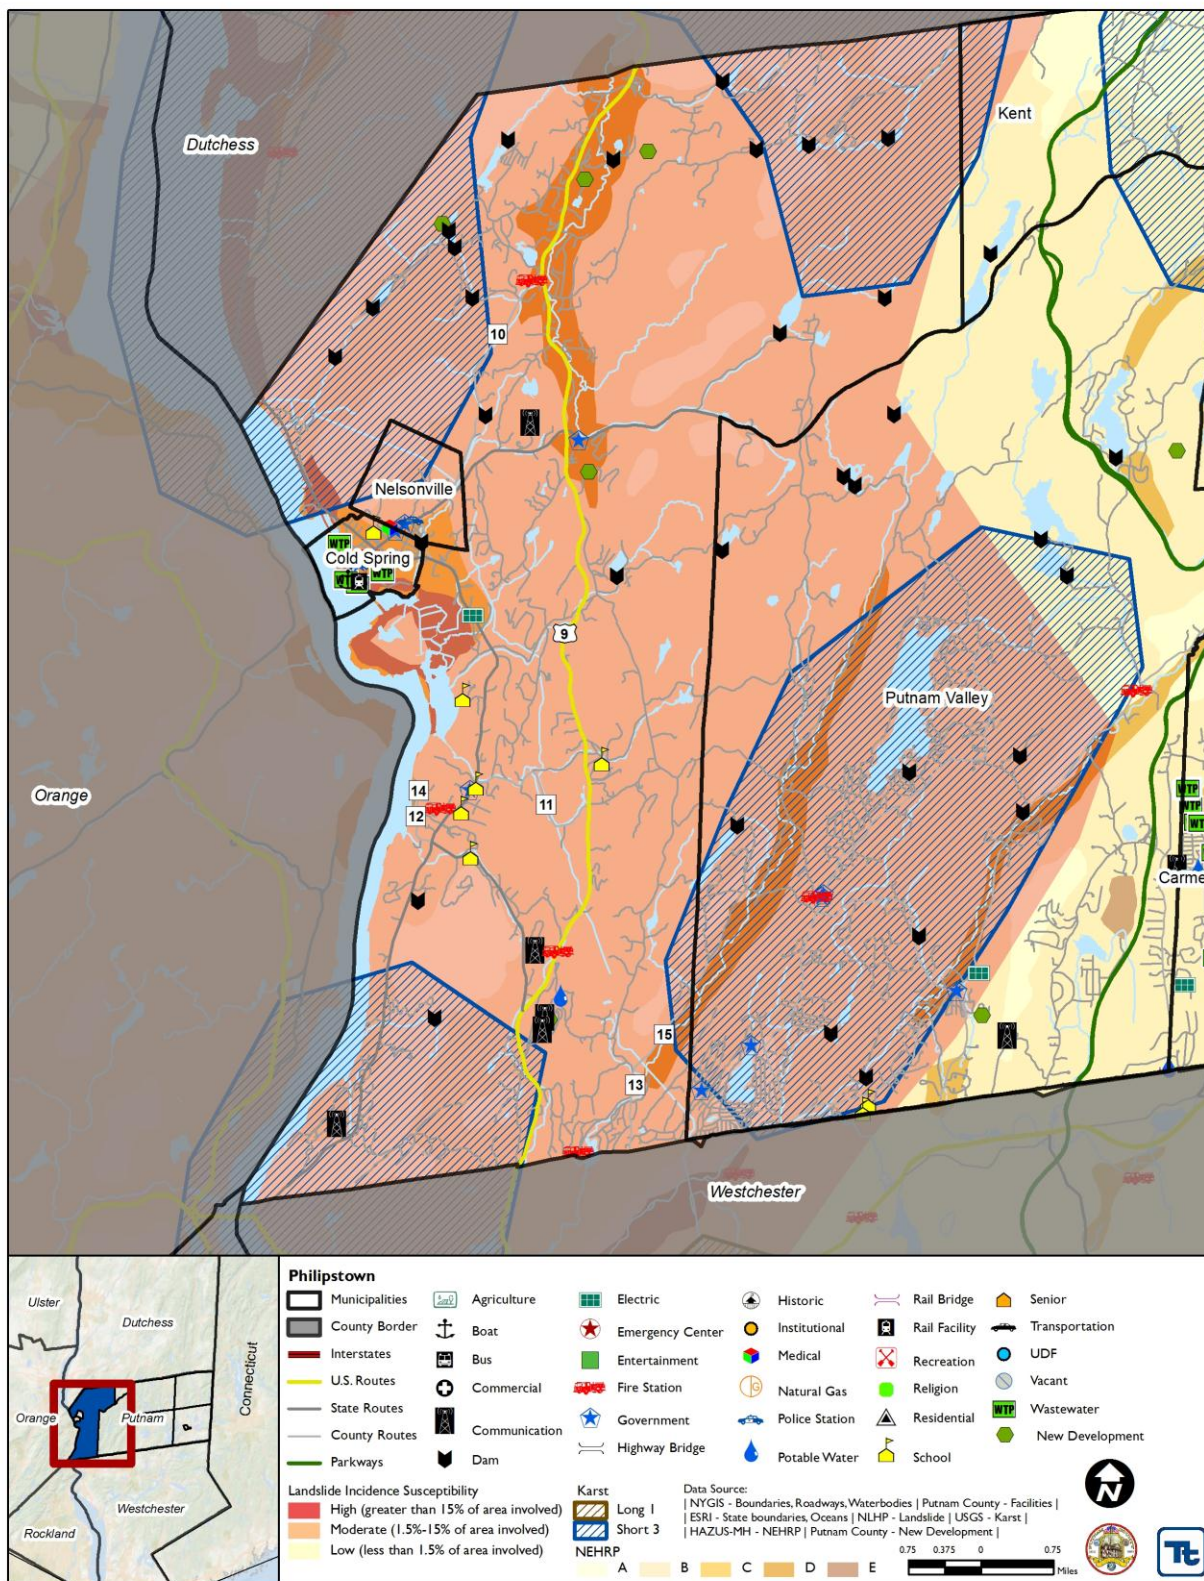 Dutchess
Kent
10
Nelsonville
WTP
Cold Spring
WTP
WTP
9
Putnam Valley
Orange
14
12
11
WTP
WTP
WTP
Carme
15
13
Westchester
Ulster
Dutchess
Connecticut
Orange
Putnam
Westchester
Rockland
Philipstown
Municipalities
County Border
Interstates
U.S. Routes
State Routes
County Routes
Parkways
Agriculture
Boat
Bus
Commercial
Communication
Dam
Electric
Emergency Center
Entertainment
Fire Station
Government
Highway Bridge
Historic
Institutional
Medical
G Natural Gas
Police Station
Potable Water
Rail Bridge
Rail Facility
Recreation
Religion
Residential
School
Senior
Transportation
UDF
Vacant
WTP Wastewater
New Development
Landslide Incidence Susceptibility
High (greater than 15% of area involved)
Moderate (1.5%-15% of area involved)
Low (less than 1.5% of area involved)
Karst
Long 1
Short 3
NEHRP
A B C D E
Data Source:
| NYGIS - Boundaries, Roadways, Waterbodies | Putnam County - Facilities |
| ESRI - State boundaries, Oceans | NLHP - Landslide | USGS - Karst |
| HAZUS-MH - NEHRP | Putnam County - New Development |
0.75 0.375 0 0.75
Miles
N
Tt